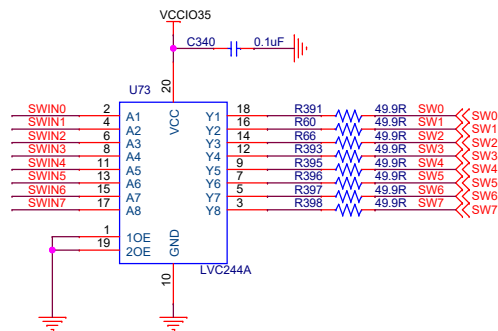 VCCIO35
C340 0.1uF
20
U73
VCC
SWIN0 2 A1 Y1 18 R391 49.9R SW0 SW0
SWIN1 4 A2 Y2 16 R60 49.9R SW1 SW1
SWIN2 6 A3 Y3 14 R66 49.9R SW2 SW2
SWIN3 8 A4 Y4 12 R393 49.9R SW3 SW3
SWIN4 11 A5 Y5 9 R395 49.9R SW4 SW4
SWIN5 13 A6 Y6 7 R396 49.9R SW5 SW5
SWIN6 15 A7 Y7 5 R397 49.9R SW6 SW6
SWIN7 17 A8 Y8 3 R398 49.9R SW7 SW7
1 1OE
19 2OE
GND
LVC244A
10